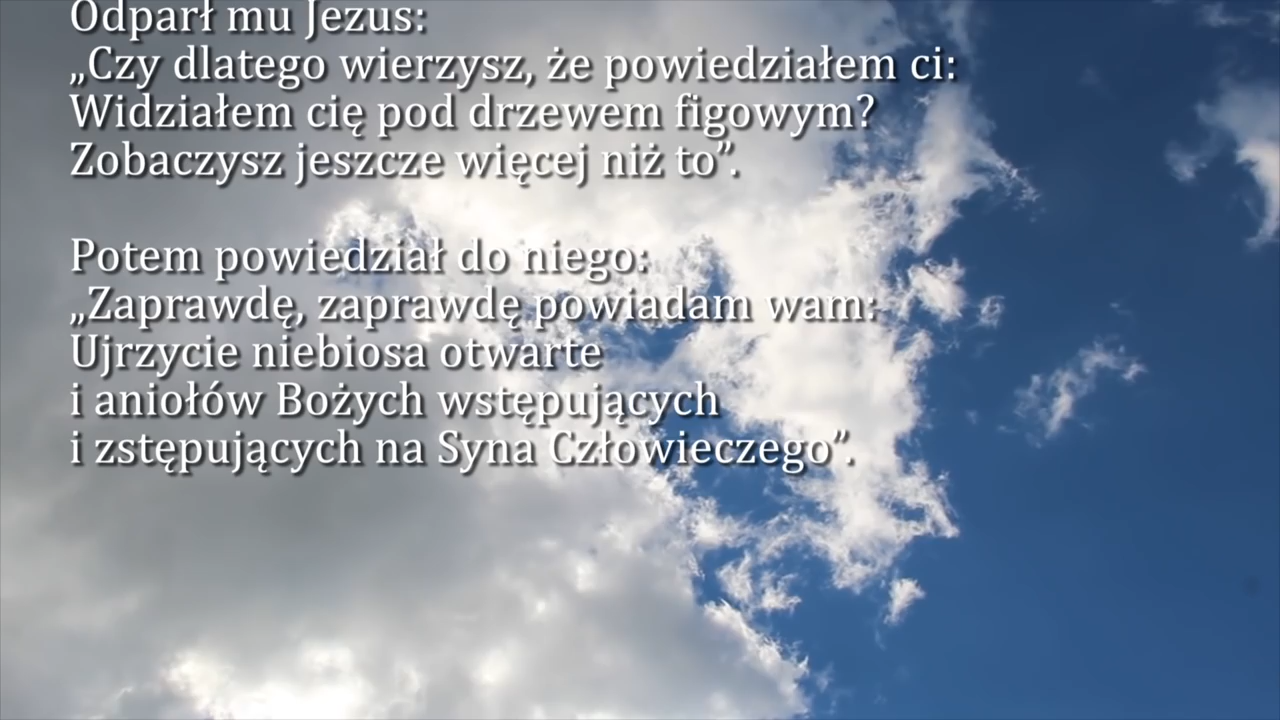 Odparł mu Jezus:
„Czy dlatego wierzysz, że powiedziałem ci:
Widziałem cię pod drzewem figowym?
Zobaczysz jeszcze więcej niż to”.
Potem powiedział do niego:
„Zaprawdę, zaprawdę powiadam wam:
Ujrzycie niebiosa otwarte
i aniołów Bożych wstępujących
i zstępujących na Syna Człowieczego”.